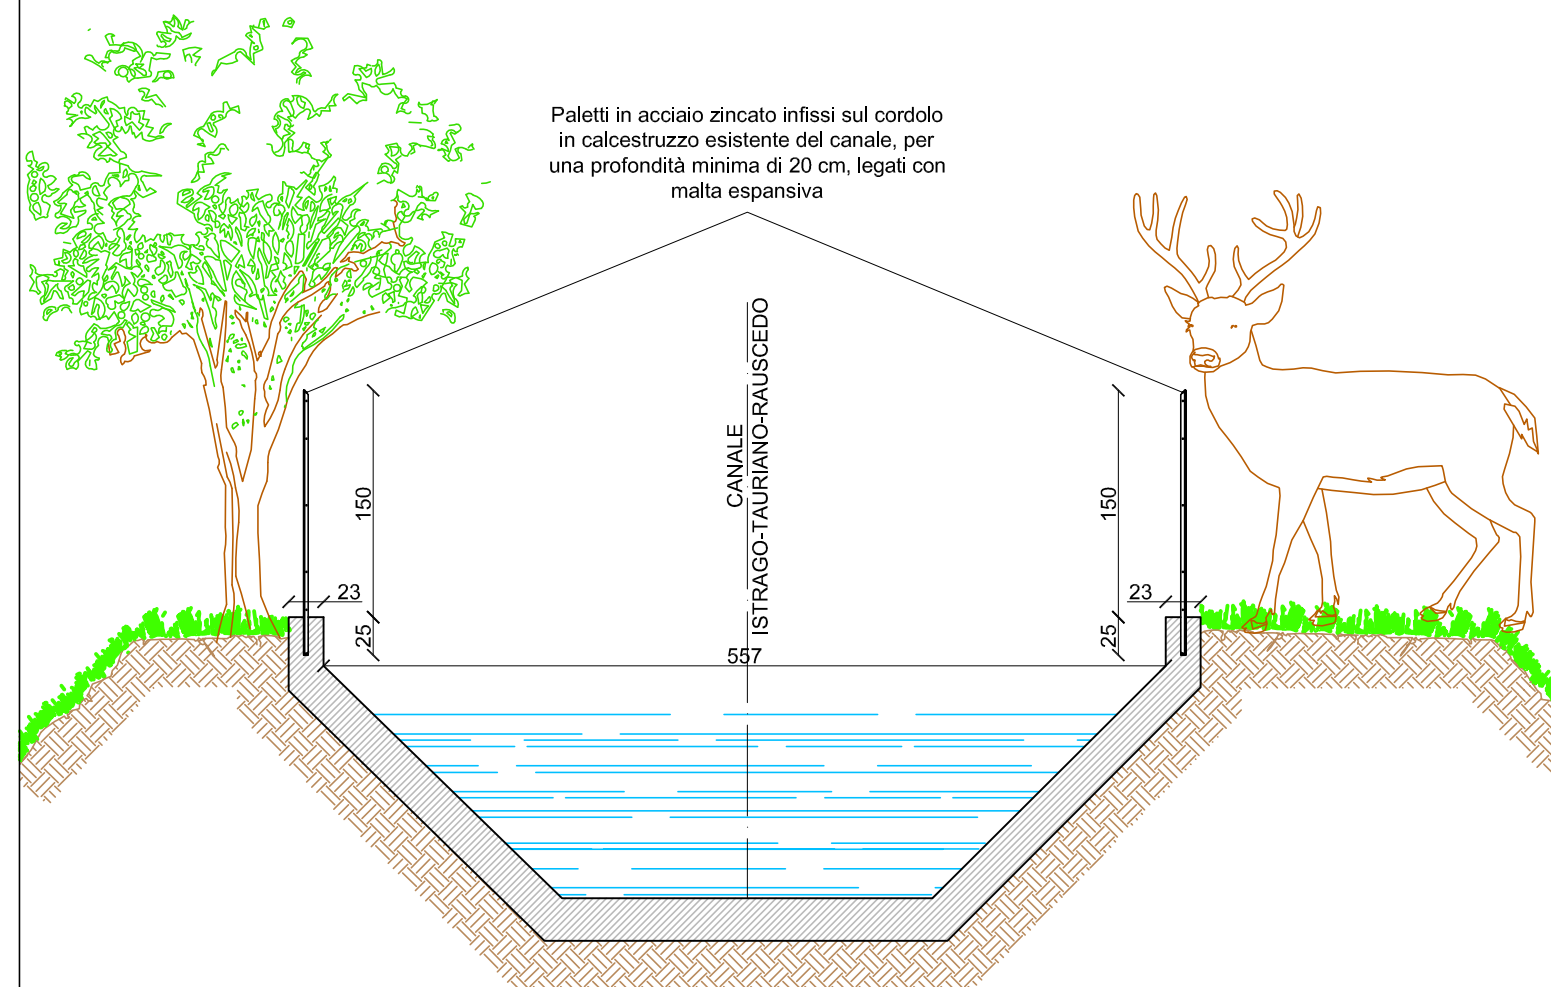 Paletti in acciaio zincato infissi sul cordolo
in calcestruzzo esistente del canale, per
una profondità minima di 20 cm, legati con
malta espansiva
CANALE
ISTRAGO-TAURIANO-RAUSCEDO
150
150
23
23
25
25
557